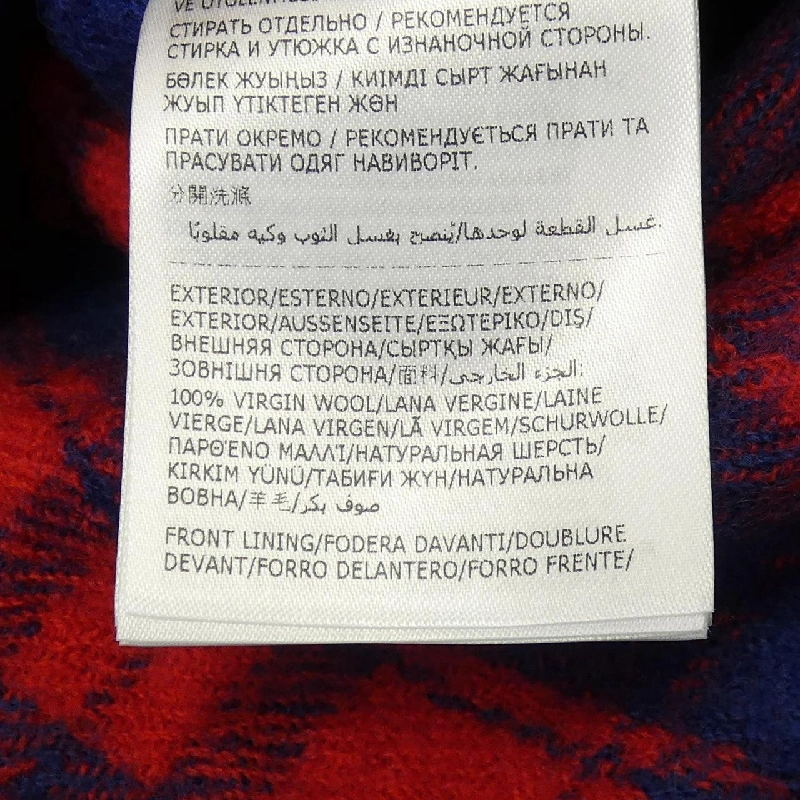 СТИРАТЬ ОТДЕЛЬНО / РЕКОМЕНДУЕТСЯ
СТИРКА И УТЮЖКА С ИЗНАНОЧНОЙ СТОРОНЫ.
БӨЛЕК ЖУЫҢЫЗ / КИІМДІ СЫРТ ЖАҒЫНАН
ЖУЫП ҮТІКТЕГЕН ЖӨН
ПРАТИ ОКРЕМО / РЕКОМЕНДУЄТЬСЯ ПРАТИ ТА
ПРАСУВАТИ ОДЯГ НАВИВОРІТ.
分開洗滌
غسل القطعة لوحدها/يُنصح بغسل الثوب وكيه مقلوبًا.
EXTERIOR/ESTERNO/EXTERIEUR/EXTERNO/
EXTERIOR/AUSSENSEITE/ΕΞΩΤΕΡΙΚΟ/DIŞ/
ВНЕШНЯЯ СТОРОНА/СЫРТҚЫ ЖАҒЫ/
ЗОВНІШНЯ СТОРОНА/面料/الجزء الخارجي:
100% VIRGIN WOOL/LANA VERGINE/LAINE
VIERGE/LANA VIRGEN/LÃ VIRGEM/SCHURWOLLE/
ΠΑΡΘΈΝΟ ΜΑΛΛΊ/НАТУРАЛЬНАЯ ШЕРСТЬ/
KIRKIM YÜNÜ/ТАБИҒИ ЖҮН/НАТУРАЛЬНА
ВОВНА/羊毛/صوف بكر
FRONT LINING/FODERA DAVANTI/DOUBLURE
DEVANT/FORRO DELANTERO/FORRO FRENTE/